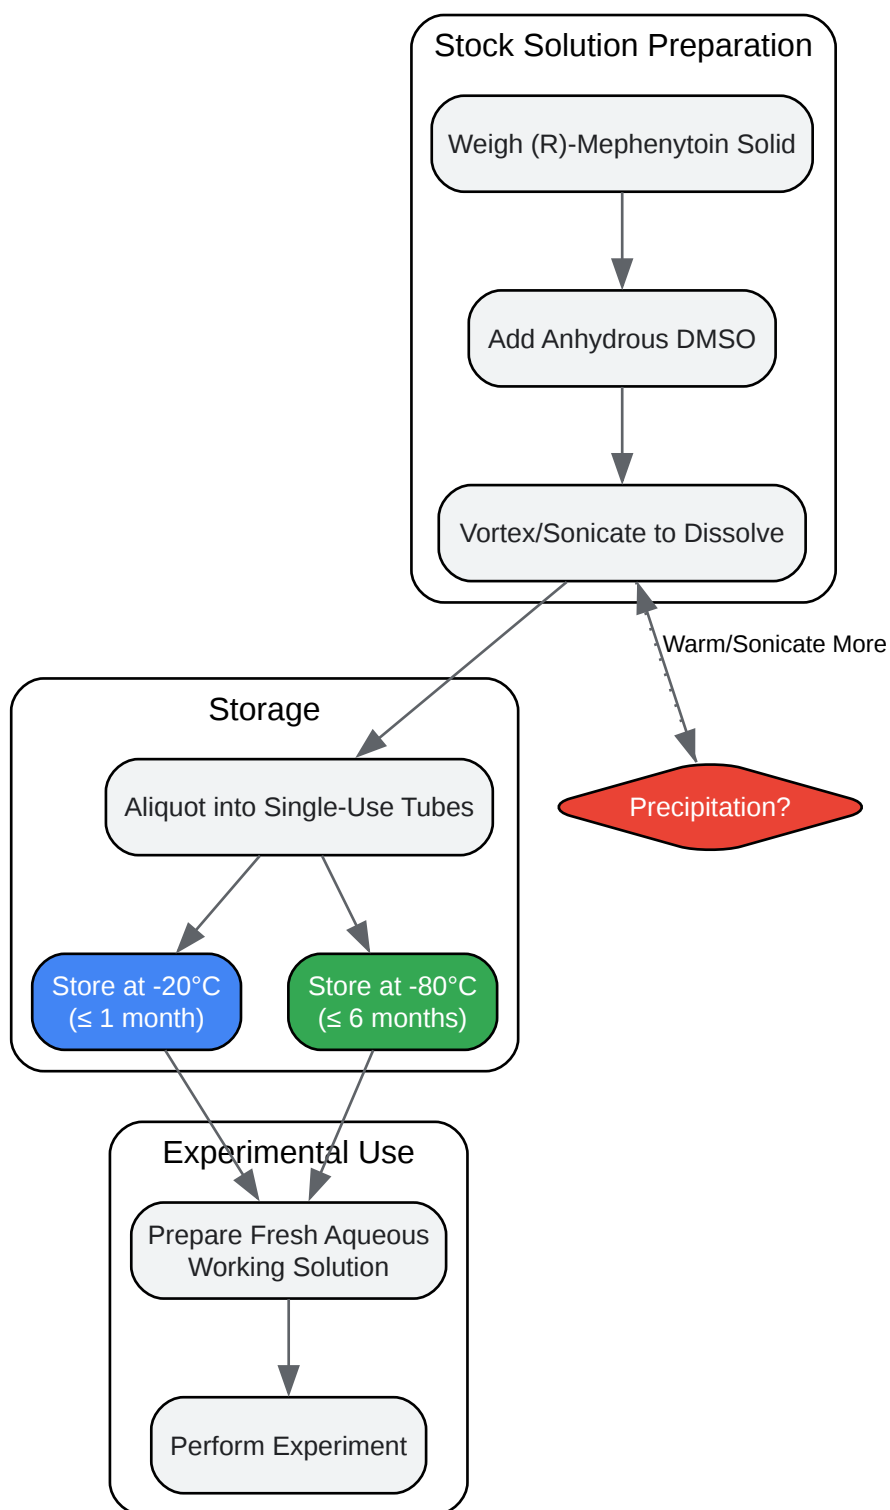 Stock Solution Preparation
Weigh (R)-Mephenytoin Solid
Add Anhydrous DMSO
Vortex/Sonicate to Dissolve
Warm/Sonicate More
Storage
Aliquot into Single-Use Tubes
Precipitation?
Store at -20°C
(≤ 1 month)
Store at -80°C
(≤ 6 months)
Experimental Use
Prepare Fresh Aqueous
Working Solution
Perform Experiment